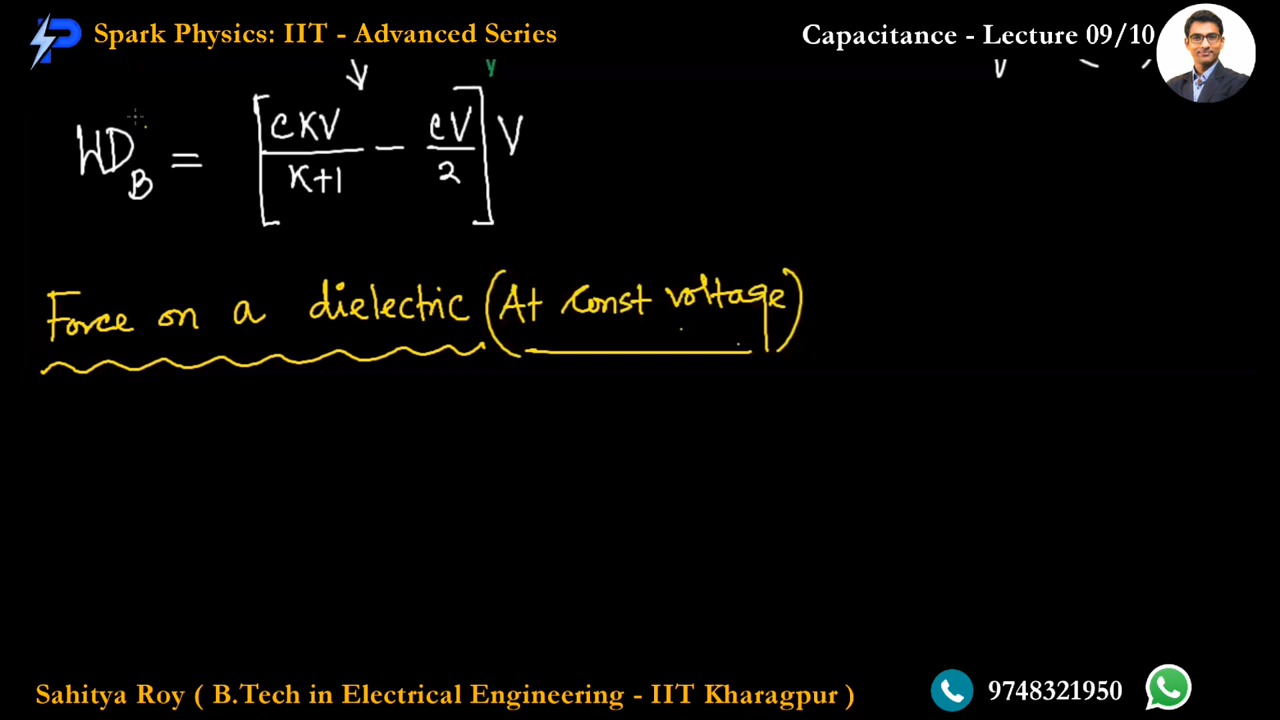 Spark Physics: IIT - Advanced Series
Capacitance - Lecture 09/10
WD_B = [CKV/K+1 - CV/2] V
Force on a dielectric (At const voltage)
Sahitya Roy ( B.Tech in Electrical Engineering - IIT Kharagpur )
9748321950